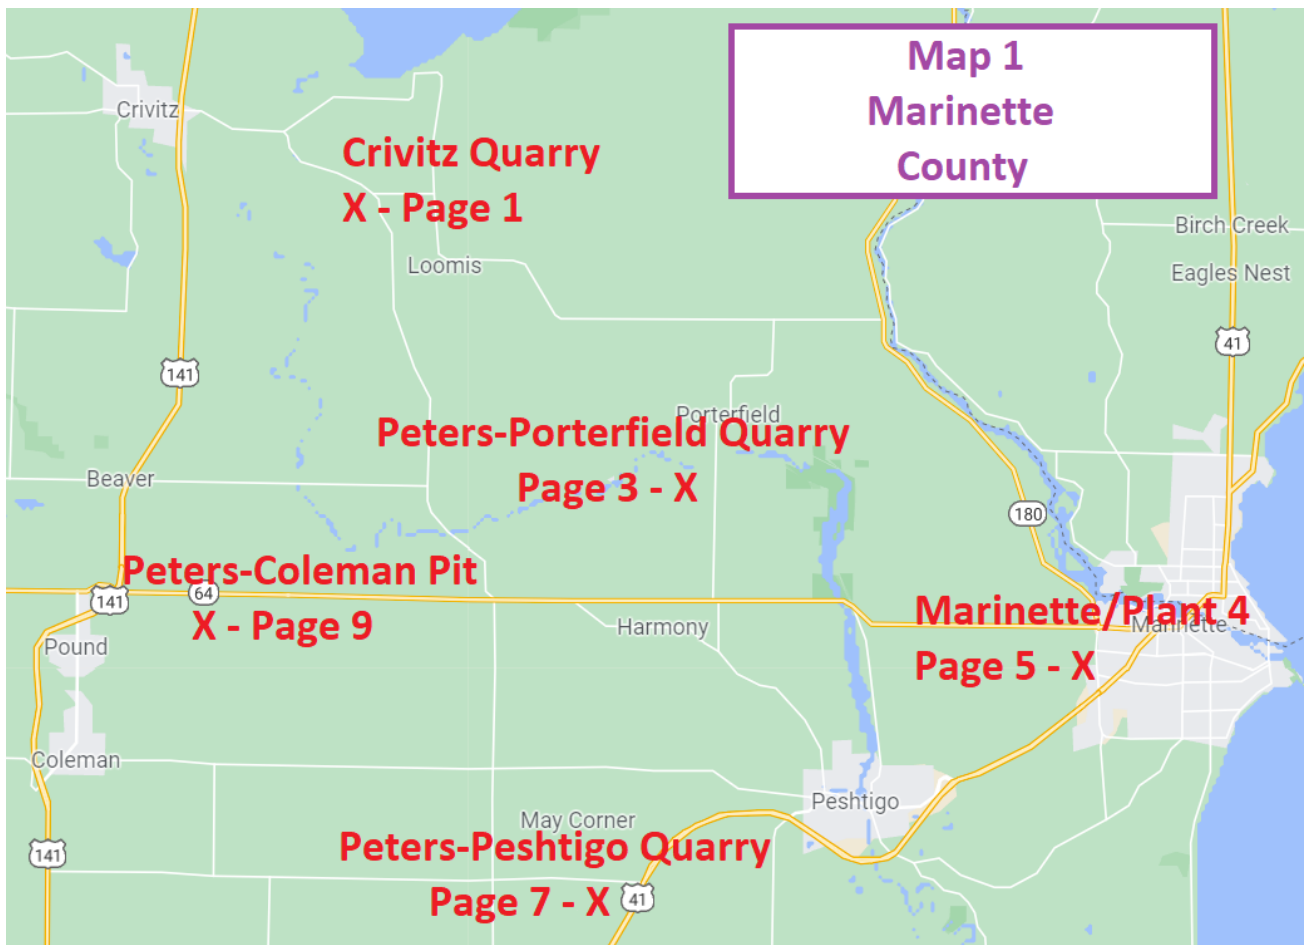 Map 1
Marinette
County
Crivitz
Crivitz Quarry
X - Page 1
Birch Creek
Loomis
Eagles Nest
41
141
Porterfield
Peters-Porterfield Quarry
Beaver
Page 3 - X
180
Peters-Coleman Pit
141
64
X - Page 9
Harmony
Marinette/Plant 4
Marinette
Pound
Page 5 - X
Coleman
Peshtigo
May Corner
Peters-Peshtigo Quarry
141
Page 7 - X
41